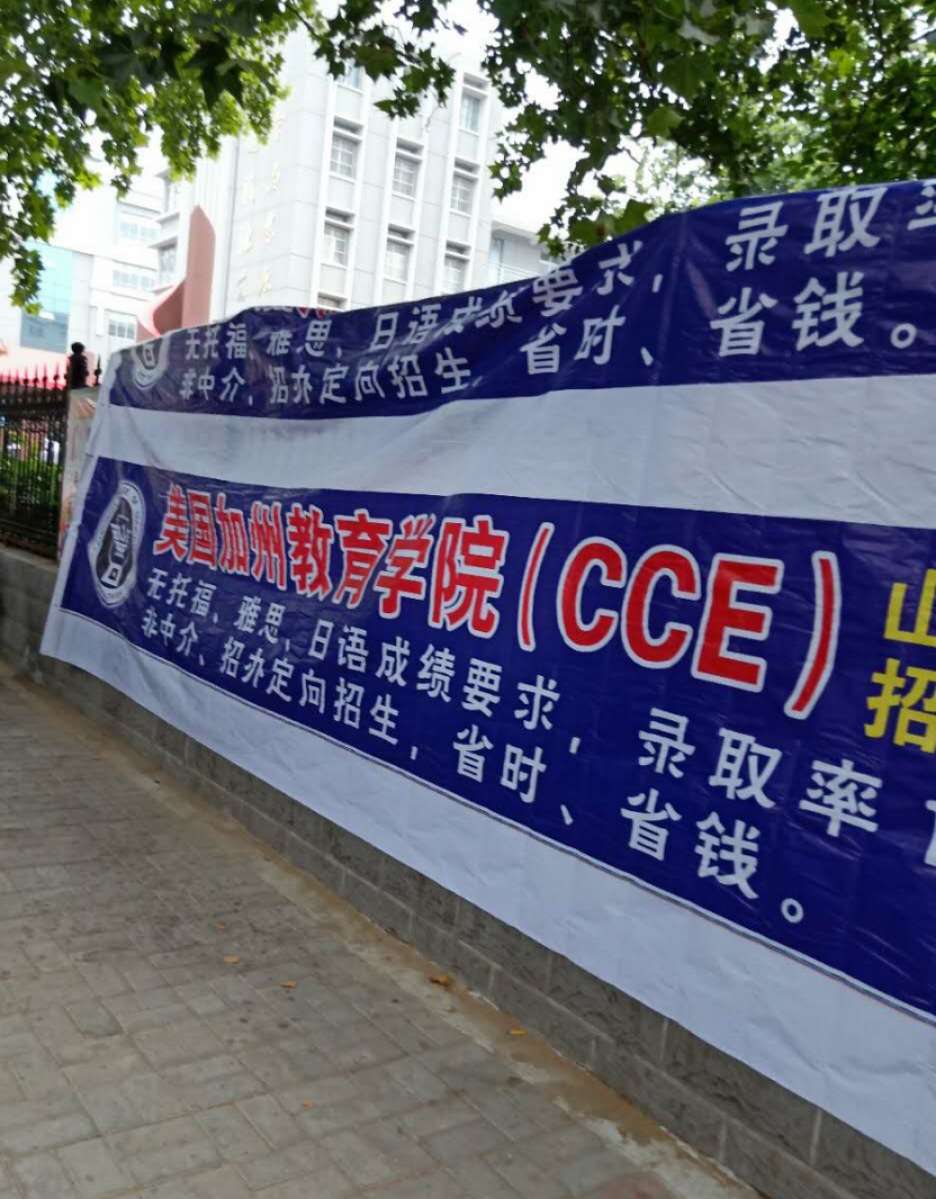 录取率
无托福、雅思、日语成绩要求,
非中介、招办定向招生,省时、省钱。
美国加州教育学院(CCE)
山
招
无托福、雅思、日语成绩要求,录取率
非中介、招办定向招生,省时、省钱。